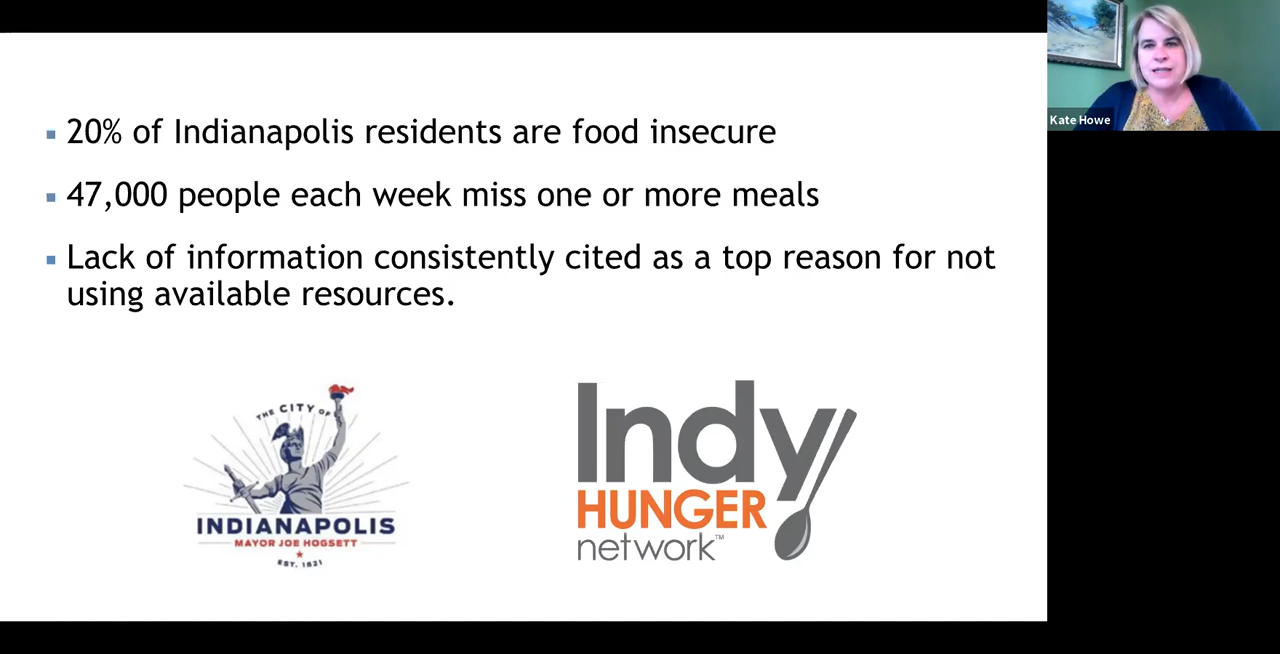 20% of Indianapolis residents are food insecure
47,000 people each week miss one or more meals
Lack of information consistently cited as a top reason for not
using available resources.
THE CITY OF
INDIANAPOLIS
MAYOR JOE HOGSETT
EST. 1821
Indy
HUNGER
network™
Kate Howe